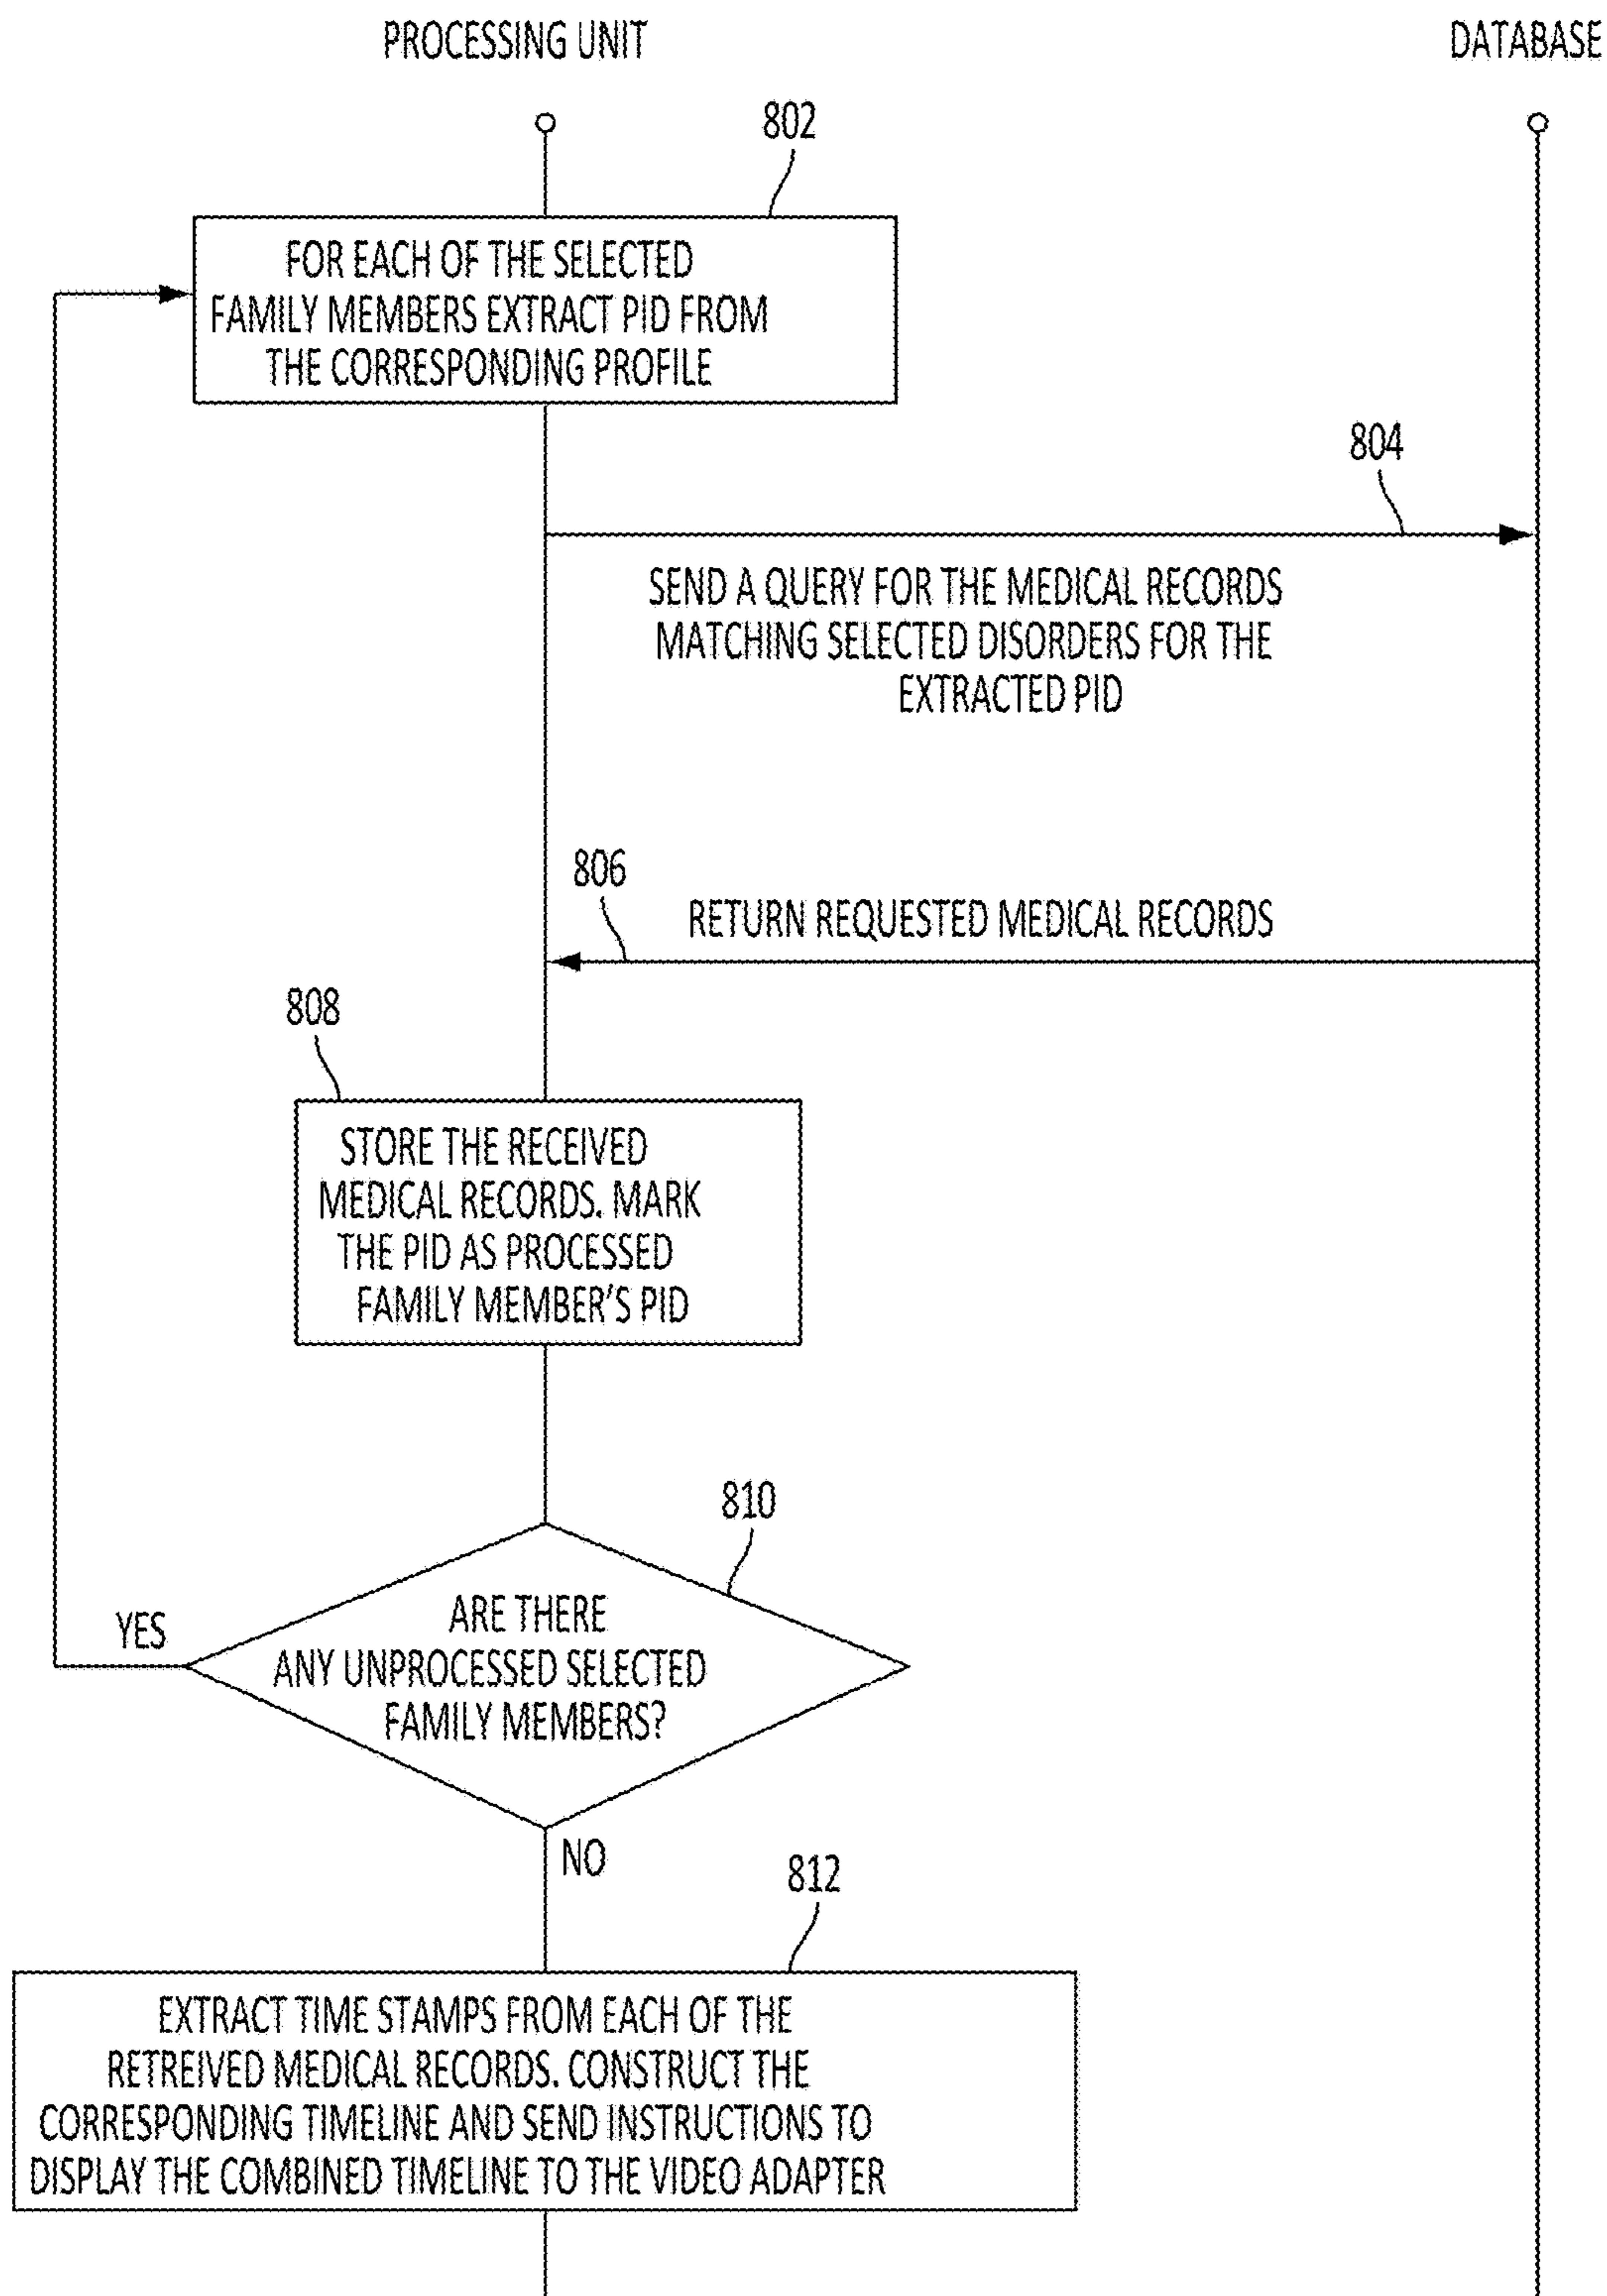 PROCESSING UNIT
DATABASE
802
FOR EACH OF THE SELECTED
FAMILY MEMBERS EXTRACT PID FROM
THE CORRESPONDING PROFILE
804
SEND A QUERY FOR THE MEDICAL RECORDS
MATCHING SELECTED DISORDERS FOR THE
EXTRACTED PID
806
RETURN REQUESTED MEDICAL RECORDS
808
STORE THE RECEIVED
MEDICAL RECORDS. MARK
THE PID AS PROCESSED
FAMILY MEMBER'S PID
810
ARE THERE
ANY UNPROCESSED SELECTED
FAMILY MEMBERS?
YES
NO
812
EXTRACT TIME STAMPS FROM EACH OF THE
RETREIVED MEDICAL RECORDS. CONSTRUCT THE
CORRESPONDING TIMELINE AND SEND INSTRUCTIONS TO
DISPLAY THE COMBINED TIMELINE TO THE VIDEO ADAPTER